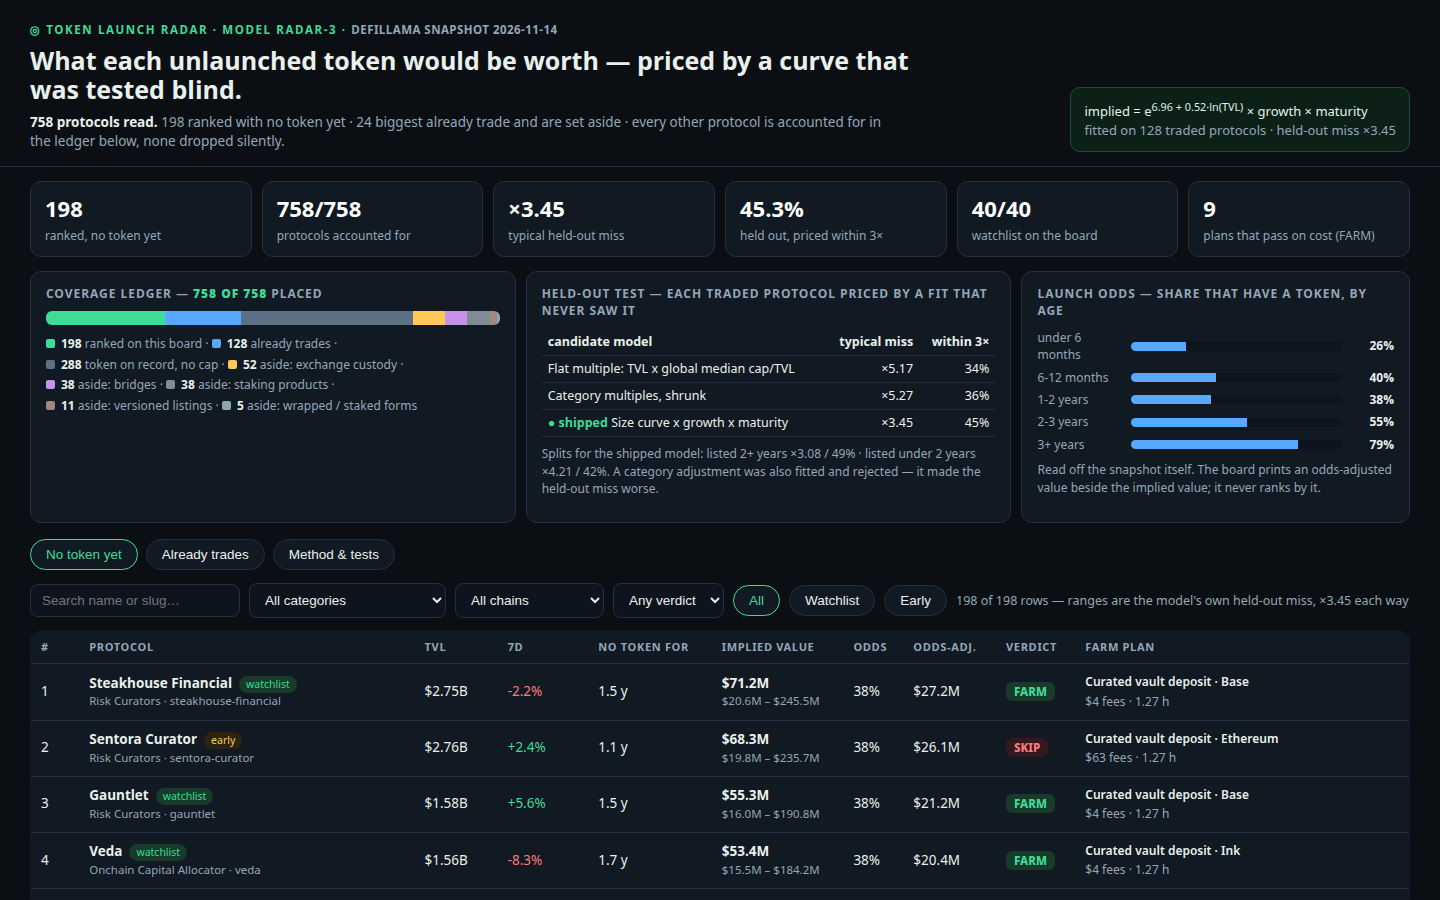 ◎ TOKEN LAUNCH RADAR · MODEL RADAR-3 · DEFILLAMA SNAPSHOT 2026-11-14
What each unlaunched token would be worth — priced by a curve that
was tested blind.
758 protocols read. 198 ranked with no token yet · 24 biggest already trade and are set aside · every other protocol is accounted for in
the ledger below, none dropped silently.
implied = e^6.96 + 0.52·ln(TVL) × growth × maturity
fitted on 128 traded protocols · held-out miss ×3.45
198
ranked, no token yet
758/758
protocols accounted for
×3.45
typical held-out miss
45.3%
held out, priced within 3×
40/40
watchlist on the board
9
plans that pass on cost (FARM)
COVERAGE LEDGER — 758 OF 758 PLACED
198 ranked on this board · 128 already trades ·
288 token on record, no cap · 52 aside: exchange custody ·
38 aside: bridges · 38 aside: staking products ·
11 aside: versioned listings · 5 aside: wrapped / staked forms
HELD-OUT TEST — EACH TRADED PROTOCOL PRICED BY A FIT THAT
NEVER SAW IT
candidate model typical miss within 3×
Flat multiple: TVL x global median cap/TVL ×5.17 34%
Category multiples, shrunk ×5.27 36%
● shipped Size curve x growth x maturity ×3.45 45%
Splits for the shipped model: listed 2+ years ×3.08 / 49% · listed under 2 years
×4.21 / 42%. A category adjustment was also fitted and rejected — it made the
held-out miss worse.
LAUNCH ODDS — SHARE THAT HAVE A TOKEN, BY
AGE
under 6
months 26%
6-12 months 40%
1-2 years 38%
2-3 years 55%
3+ years 79%
Read off the snapshot itself. The board prints an odds-adjusted
value beside the implied value; it never ranks by it.
No token yet Already trades Method & tests
Search name or slug… All categories All chains Any verdict All Watchlist Early 198 of 198 rows — ranges are the model's own held-out miss, ×3.45 each way
# PROTOCOL TVL 7D NO TOKEN FOR IMPLIED VALUE ODDS ODDS-ADJ. VERDICT FARM PLAN
1 Steakhouse Financial watchlist $2.75B -2.2% 1.5 y $71.2M 38% $27.2M FARM Curated vault deposit · Base
Risk Curators · steakhouse-financial $20.6M – $245.5M $4 fees · 1.27 h
2 Sentora Curator early $2.76B +2.4% 1.1 y $68.3M 38% $26.1M SKIP Curated vault deposit · Ethereum
Risk Curators · sentora-curator $19.8M – $235.7M $63 fees · 1.27 h
3 Gauntlet watchlist $1.58B +5.6% 1.5 y $55.3M 38% $21.2M FARM Curated vault deposit · Base
Risk Curators · gauntlet $16.0M – $190.8M $4 fees · 1.27 h
4 Veda watchlist $1.56B -8.3% 1.7 y $53.4M 38% $20.4M FARM Curated vault deposit · Ink
Onchain Capital Allocator · veda $15.5M – $184.2M $4 fees · 1.27 h